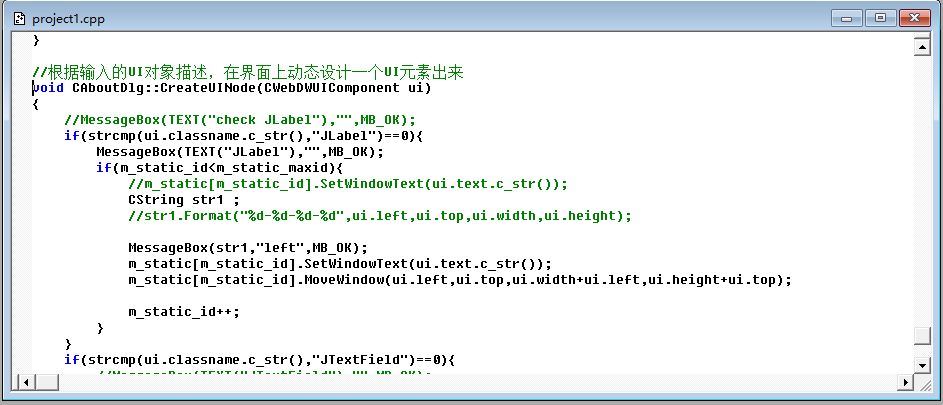 project1.cpp
}
//根据输入的UI对象描述，在界面上动态设计一个UI元素出来
void CAboutDlg::CreateUINode(CWebDWUIComponent ui)
{
//MessageBox(TEXT("check JLabel"),"",MB_OK);
if(strcmp(ui.classname.c_str(),"JLabel")==0){
MessageBox(TEXT("JLabel"),"",MB_OK);
if(m_static_id<m_static_maxid){
//m_static[m_static_id].SetWindowText(ui.text.c_str());
CString str1 ;
//str1.Format("%d-%d-%d-%d",ui.left,ui.top,ui.width,ui.height);
MessageBox(str1,"left",MB_OK);
m_static[m_static_id].SetWindowText(ui.text.c_str());
m_static[m_static_id].MoveWindow(ui.left,ui.top,ui.width+ui.left,ui.height+ui.top);
m_static_id++;
}
}
if(strcmp(ui.classname.c_str(),"JTextField")==0){
//MessageBox(TEXT("JTextField"),"",MB_OK);